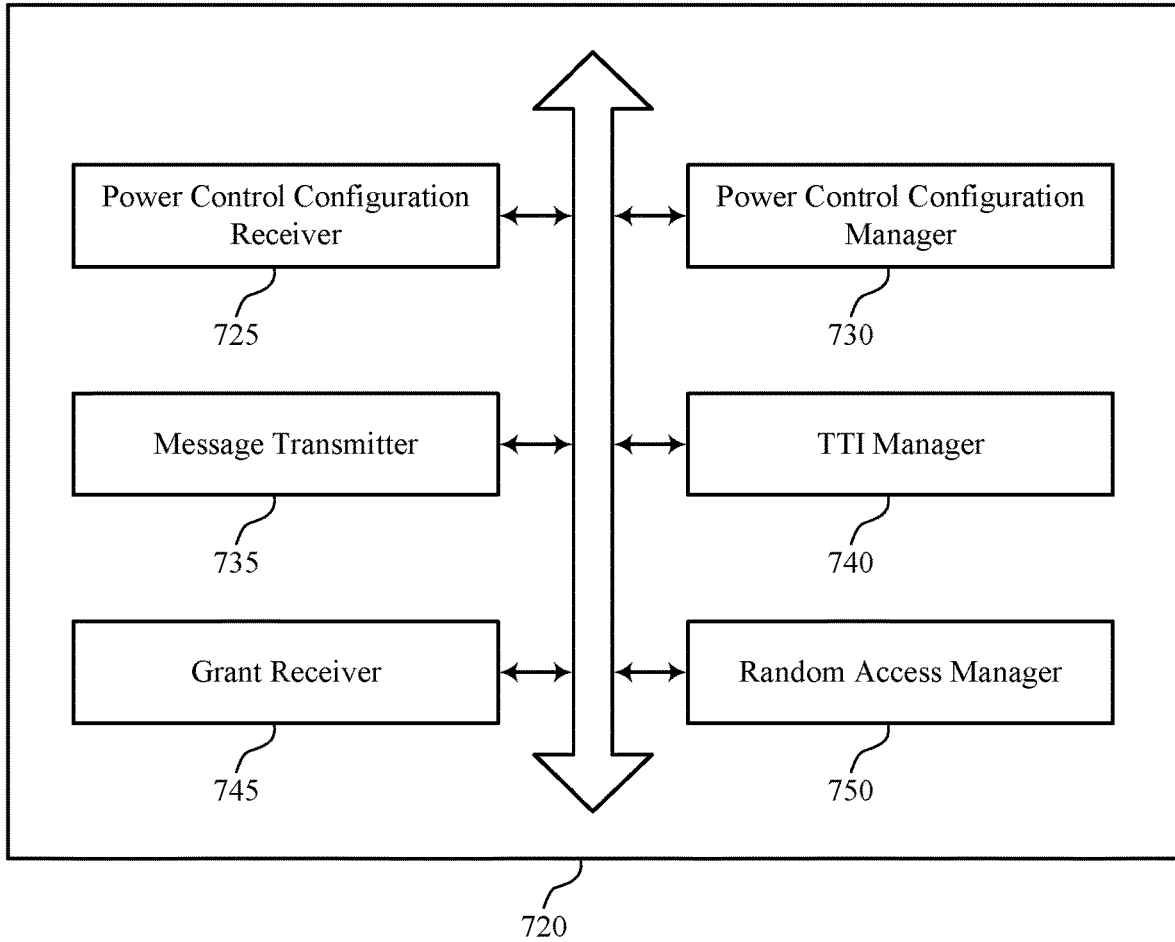 Power Control Configuration
Receiver
725
Power Control Configuration
Manager
730
Message Transmitter
735
TTI Manager
740
Grant Receiver
745
Random Access Manager
750
720